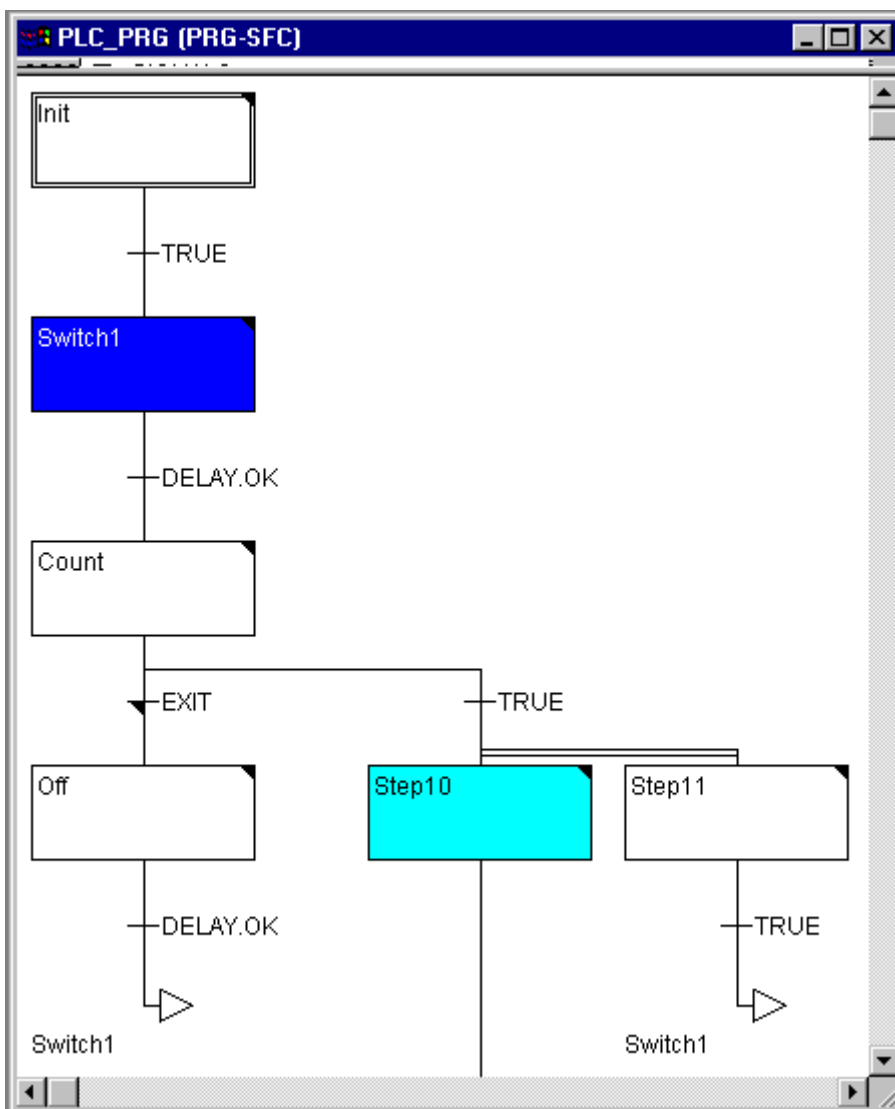 PLC_PRG (PRG-SFC)
Init
TRUE
Switch1
DELAY.OK
Count
EXIT
TRUE
Off
Step10
Step11
DELAY.OK
TRUE
Switch1
Switch1